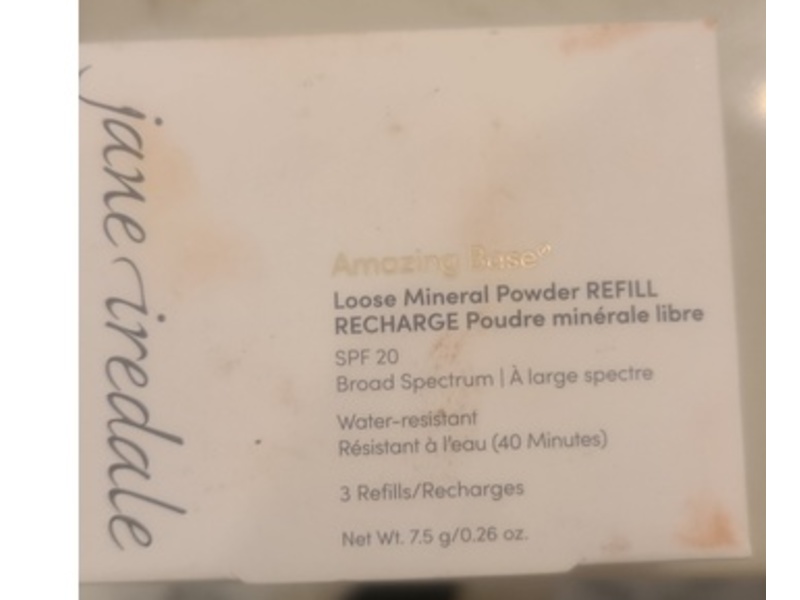 jane iredale
Amazing Base®
Loose Mineral Powder REFILL
RECHARGE Poudre minérale libre
SPF 20
Broad Spectrum | À large spectre
Water-resistant
Résistant à l'eau (40 Minutes)
3 Refills/Recharges
Net Wt. 7.5 g/0.26 oz.